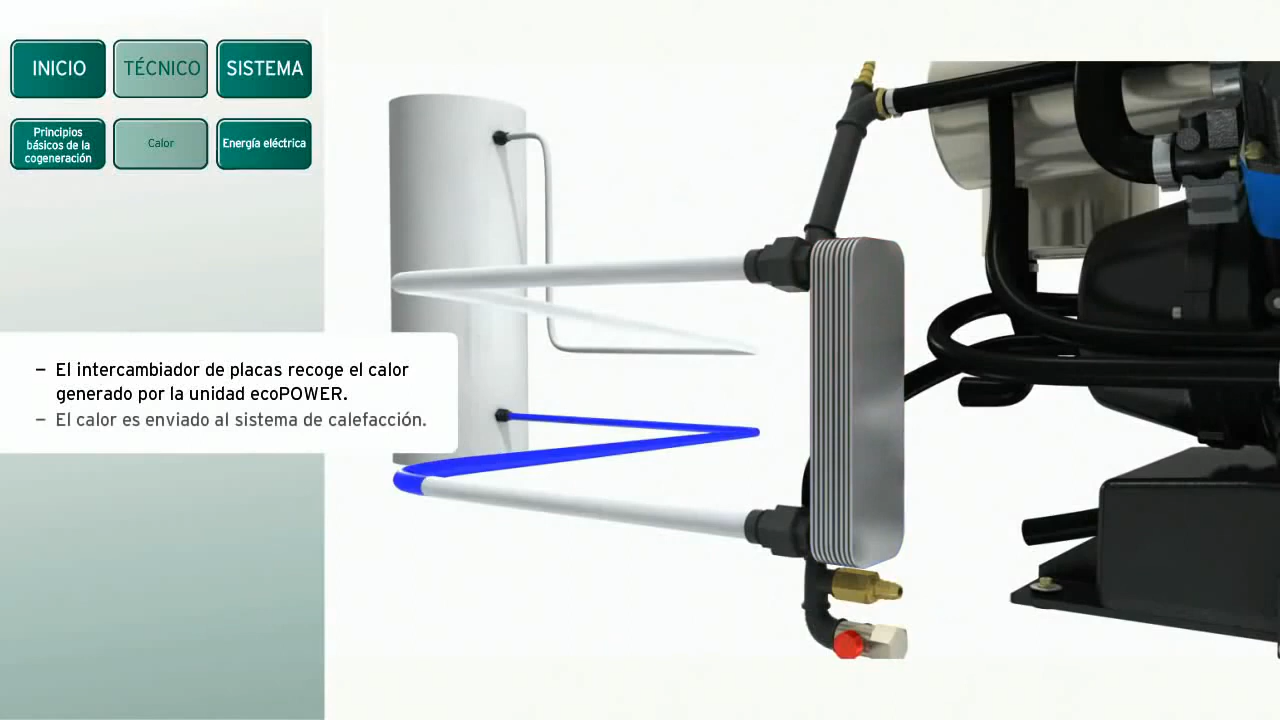 INICIO
TÉCNICO
SISTEMA
Principios
básicos de la
cogeneración
Calor
Energía eléctrica
– El intercambiador de placas recoge el calor
generado por la unidad ecoPOWER.
– El calor es enviado al sistema de calefacción.